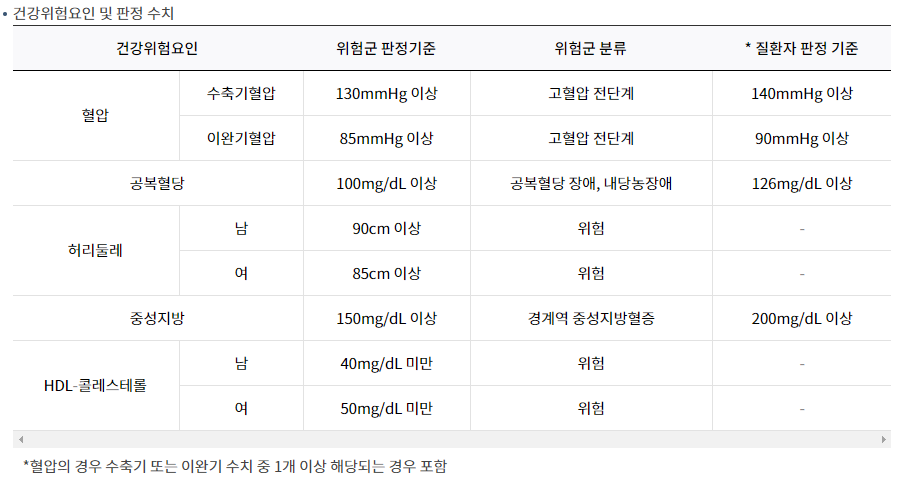 • 건강위험요인 및 판정 수치
건강위험요인 위험군 판정기준 위험군 분류 * 질환자 판정 기준
혈압 수축기혈압 130mmHg 이상 고혈압 전단계 140mmHg 이상
이완기혈압 85mmHg 이상 고혈압 전단계 90mmHg 이상
공복혈당 100mg/dL 이상 공복혈당 장애, 내당농장애 126mg/dL 이상
허리둘레 남 90cm 이상 위험 -
여 85cm 이상 위험 -
중성지방 150mg/dL 이상 경계역 중성지방혈증 200mg/dL 이상
HDL-콜레스테롤 남 40mg/dL 미만 위험 -
여 50mg/dL 미만 위험 -
*혈압의 경우 수축기 또는 이완기 수치 중 1개 이상 해당되는 경우 포함